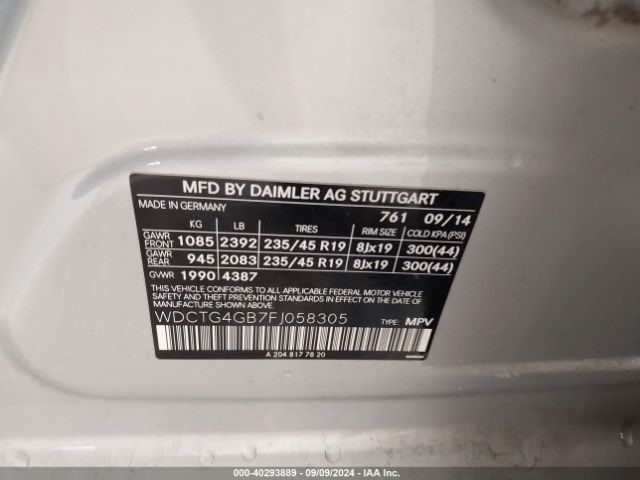 MFD BY DAIMLER AG STUTTGART
MADE IN GERMANY 761 09/14
KG LB TIRES RIM SIZE COLD KPA (PSI)
GAWR FRONT 1085 2392 235/45 R19 8Jx19 300(44)
GAWR REAR 945 2083 235/45 R19 8Jx19 300(44)
GVWR 1990 4387
THIS VEHICLE CONFORMS TO ALL APPLICABLE FEDERAL MOTOR VEHICLE
SAFETY AND THEFT PREVENTION STANDARDS IN EFFECT ON THE DATE OF
MANUFACTURE SHOWN ABOVE.
WDCTG4GB7FJ058305 TYPE: MPV
A 204 817 78 20
000-40293889 - 09/09/2024 - IAA Inc.